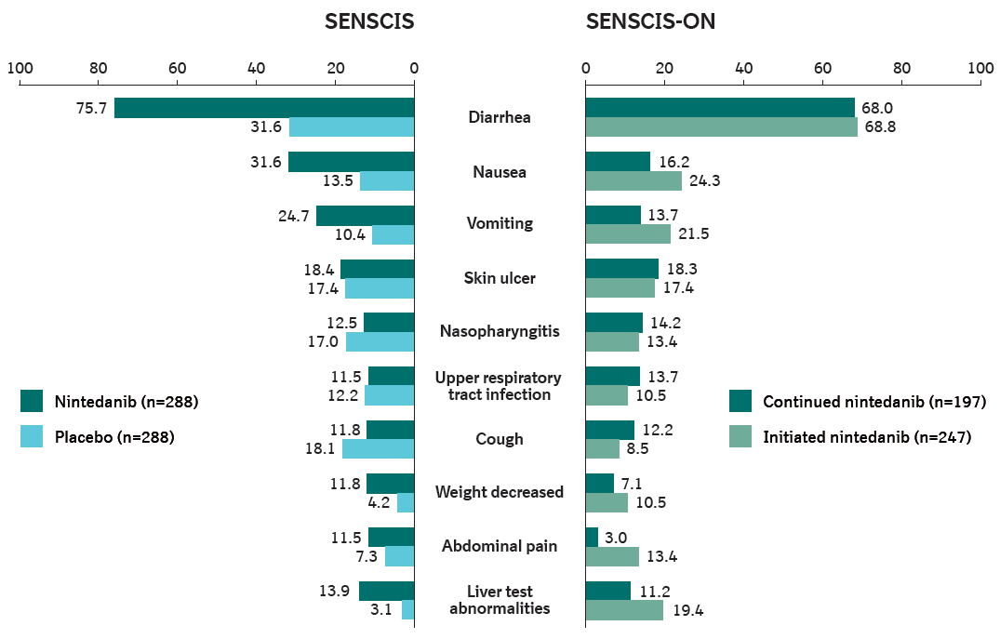 SENSCIS
SENSCIS-ON
100 80 60 40 20 0
0 20 40 60 80 100
75.7
31.6
Diarrhea
68.0
68.8
31.6
13.5
Nausea
16.2
24.3
24.7
10.4
Vomiting
13.7
21.5
18.4
17.4
Skin ulcer
18.3
17.4
12.5
17.0
Nasopharyngitis
14.2
13.4
11.5
12.2
Upper respiratory
tract infection
13.7
10.5
11.8
18.1
Cough
12.2
8.5
11.8
4.2
Weight decreased
7.1
10.5
11.5
7.3
Abdominal pain
3.0
13.4
13.9
3.1
Liver test
abnormalities
11.2
19.4
Nintedanib (n=288)
Placebo (n=288)
Continued nintedanib (n=197)
Initiated nintedanib (n=247)